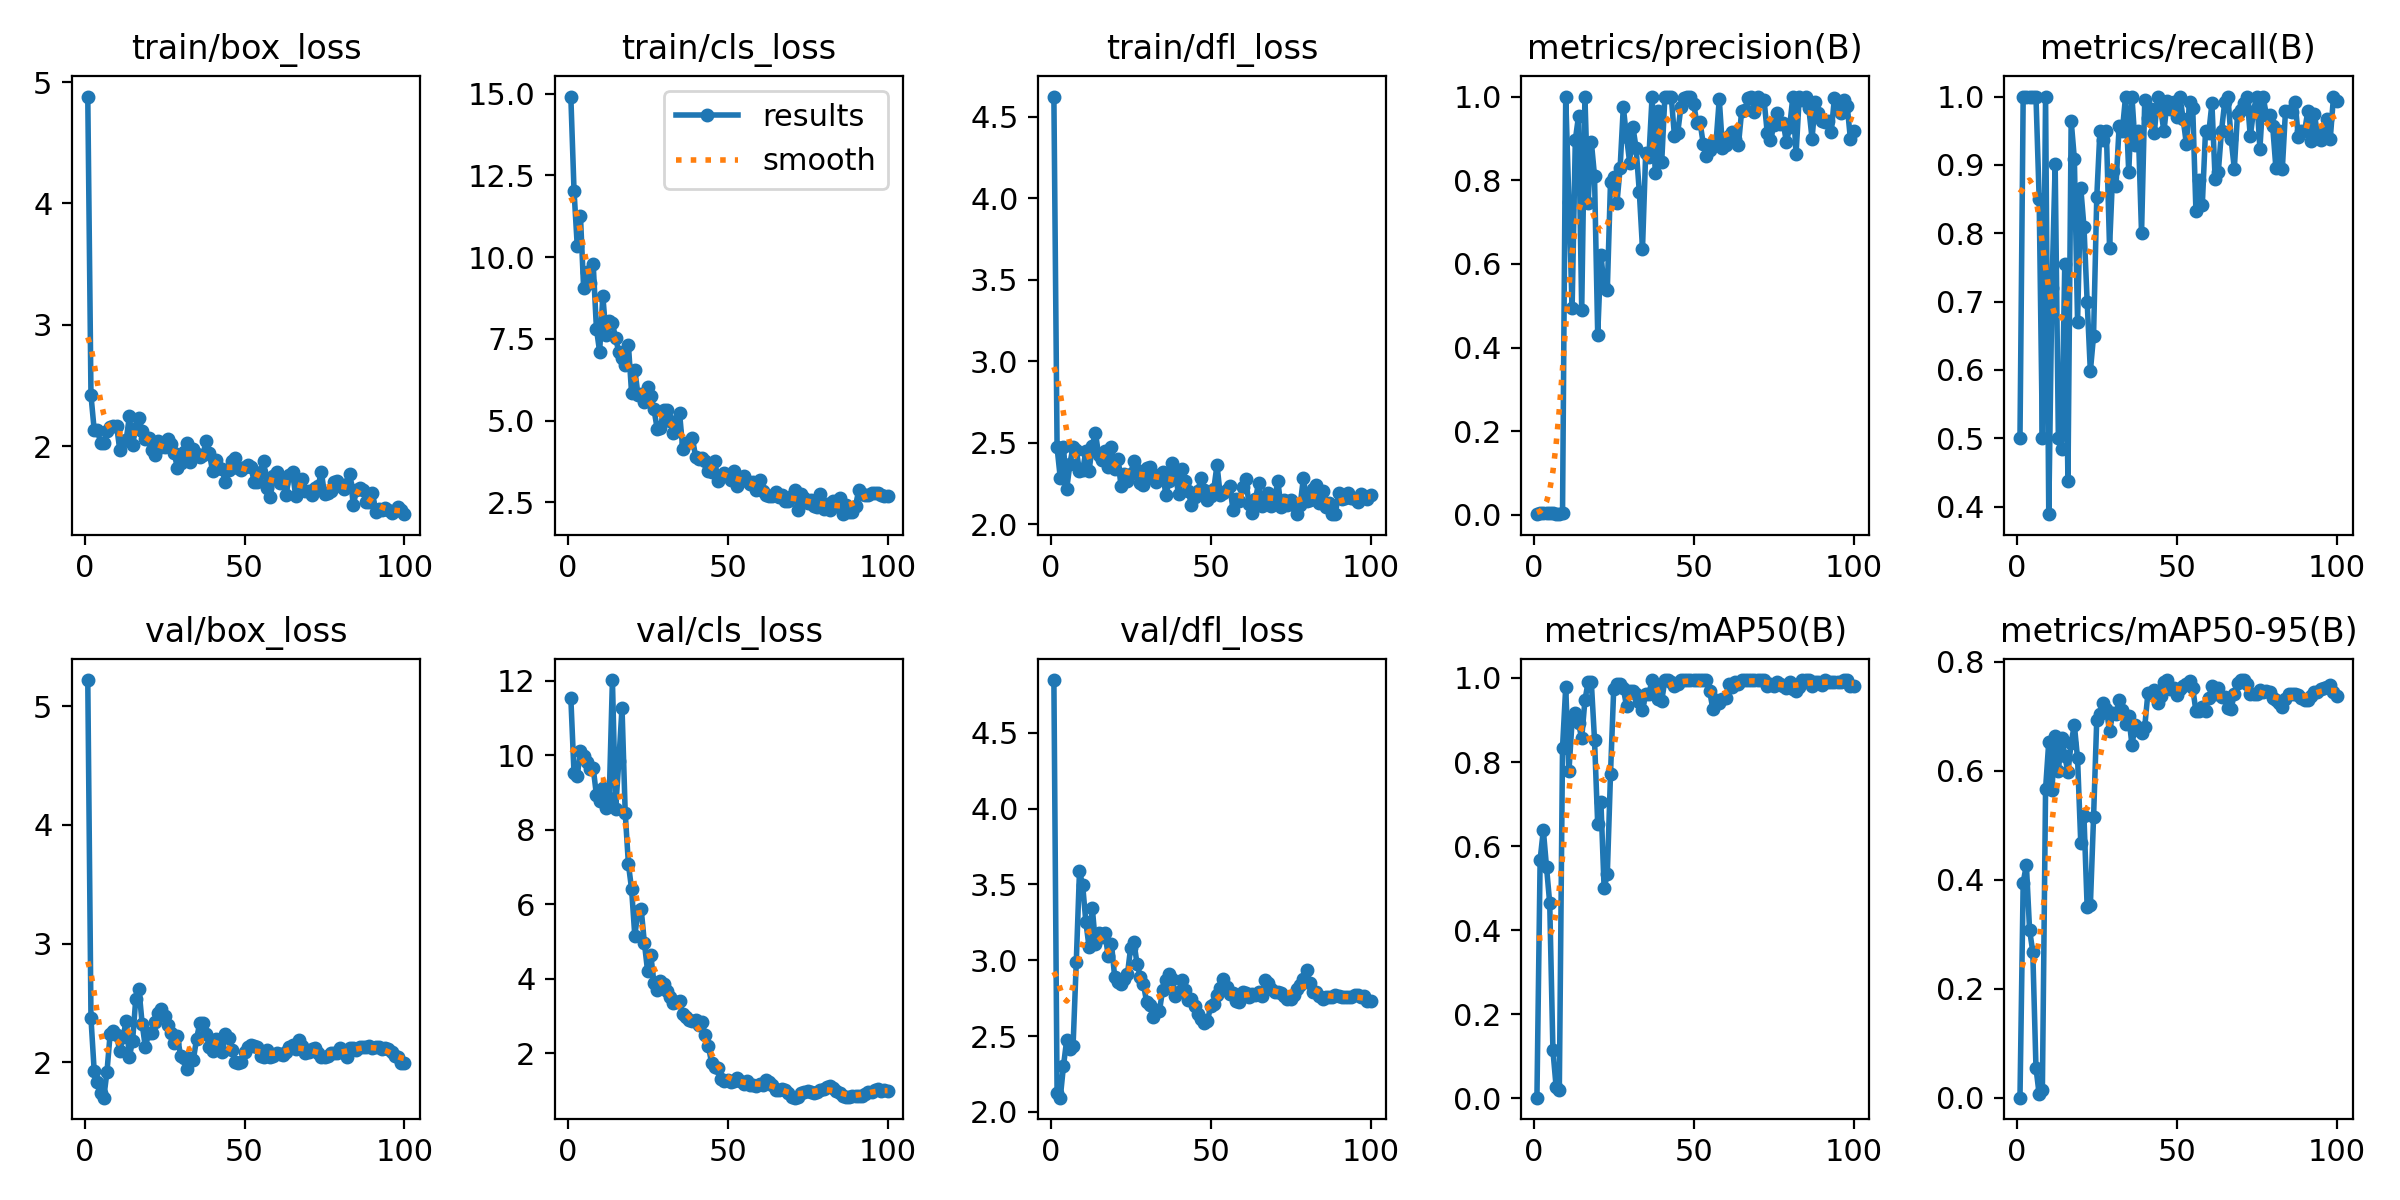 train/box_loss
5
4
3
2
0 50 100
train/cls_loss
15.0
12.5
10.0
7.5
5.0
2.5
results
smooth
0 50 100
train/dfl_loss
4.5
4.0
3.5
3.0
2.5
2.0
0 50 100
metrics/precision(B)
1.0
0.8
0.6
0.4
0.2
0.0
0 50 100
metrics/recall(B)
1.0
0.9
0.8
0.7
0.6
0.5
0.4
0 50 100
val/box_loss
5
4
3
2
0 50 100
val/cls_loss
12
10
8
6
4
2
0 50 100
val/dfl_loss
4.5
4.0
3.5
3.0
2.5
2.0
0 50 100
metrics/mAP50(B)
1.0
0.8
0.6
0.4
0.2
0.0
0 50 100
metrics/mAP50-95(B)
0.8
0.6
0.4
0.2
0.0
0 50 100